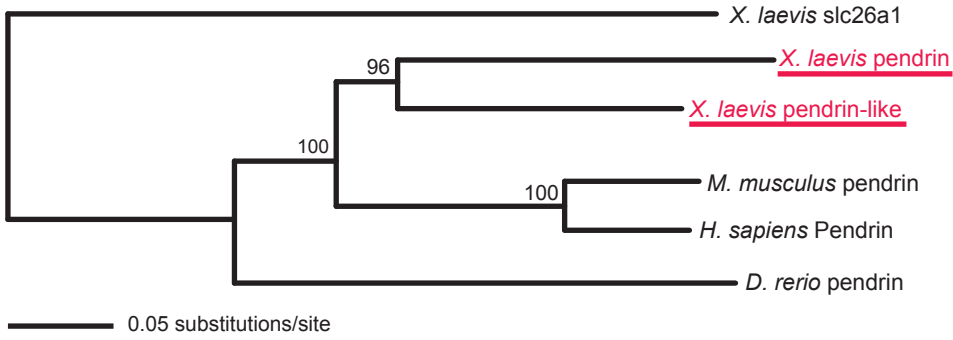 X. laevis slc26a1
X. laevis pendrin
96
X. laevis pendrin-like
100
M. musculus pendrin
100
H. sapiens Pendrin
D. rerio pendrin
0.05 substitutions/site